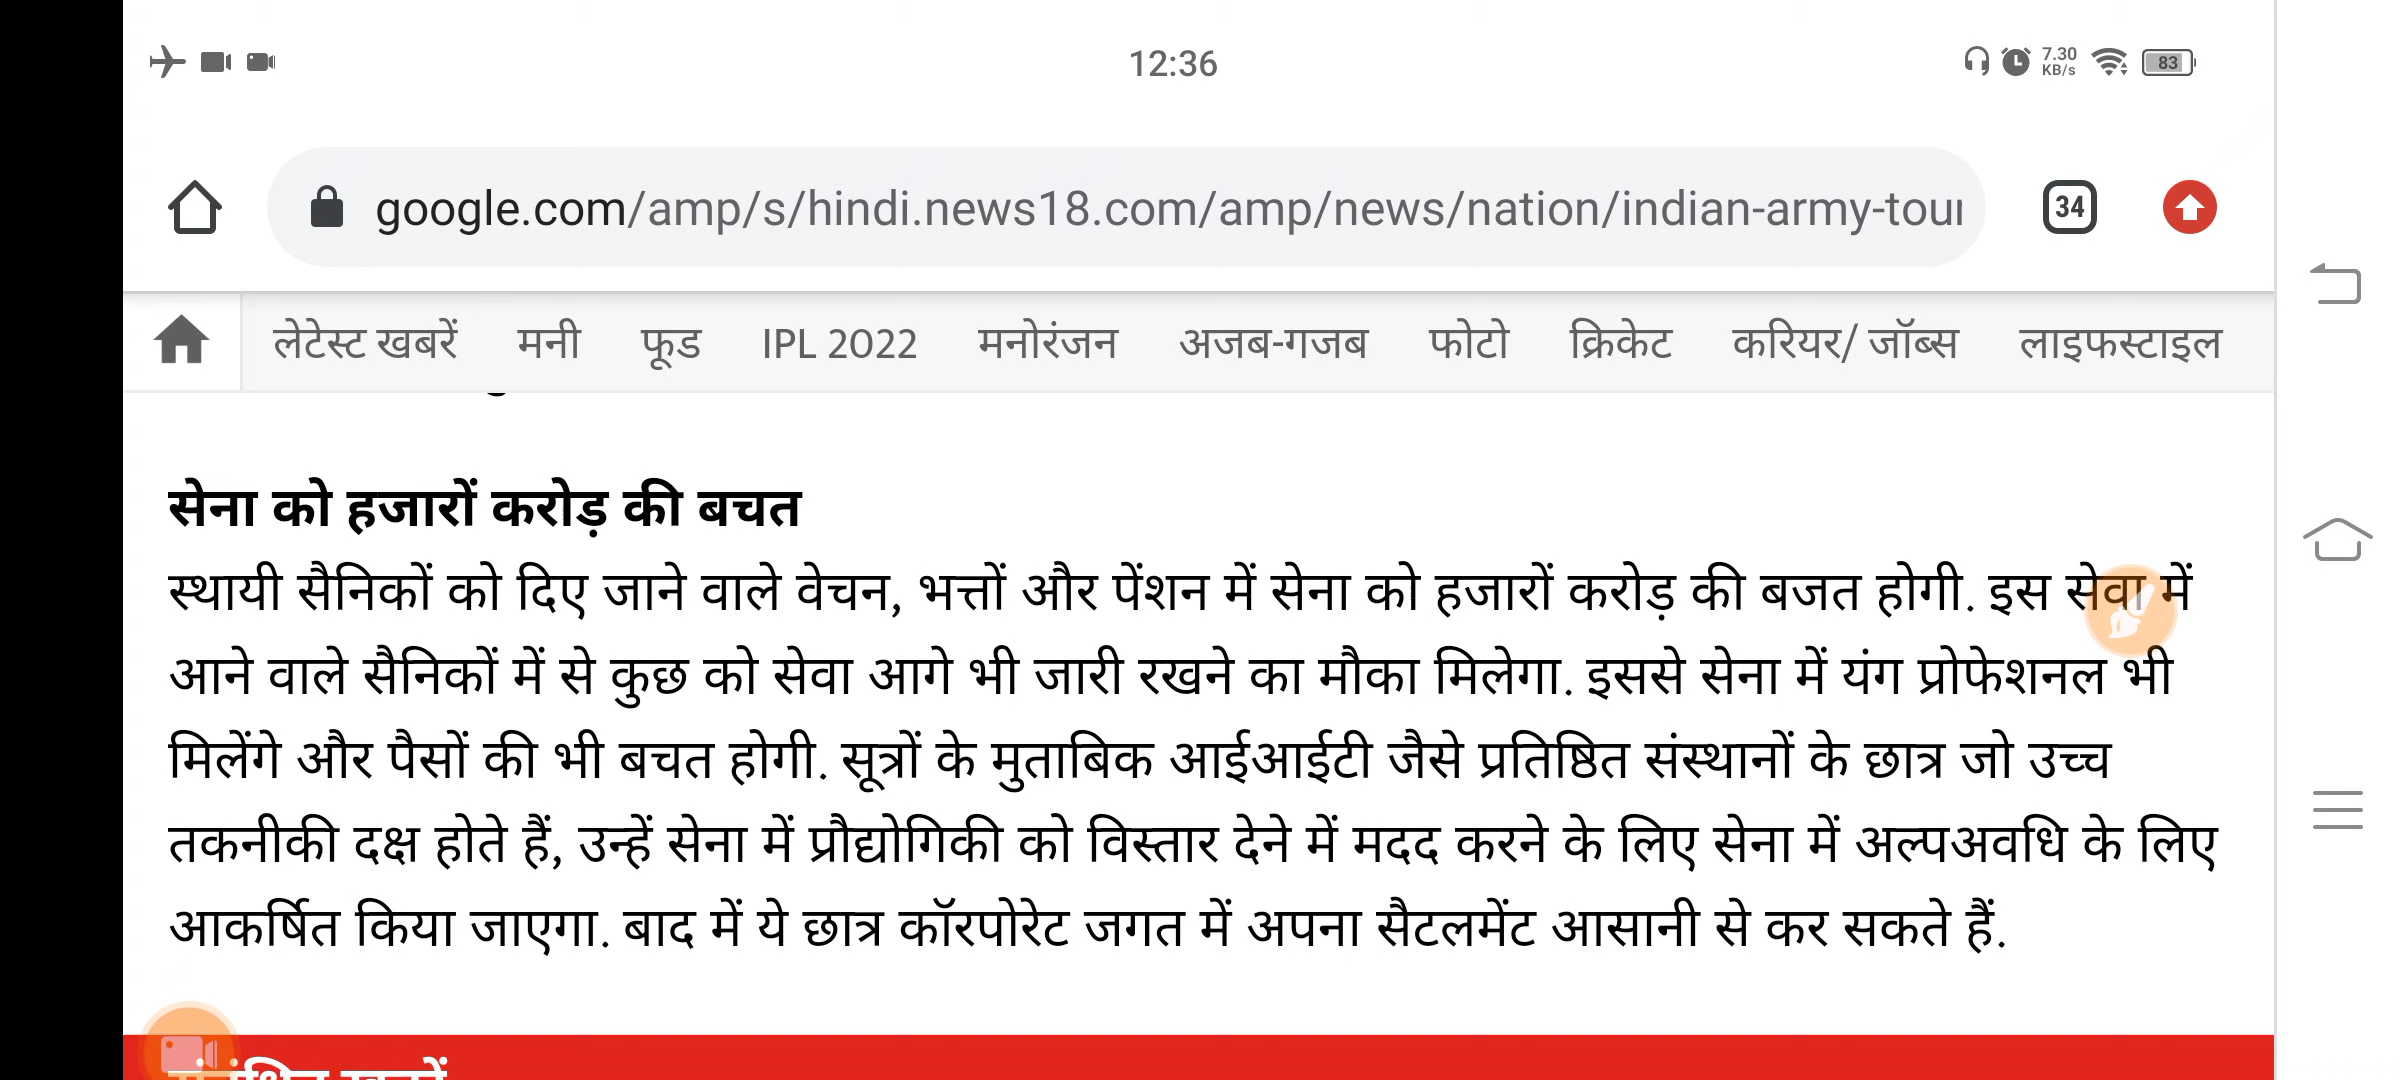 12:36
7.30
KB/s
83
google.com/amp/s/hindi.news18.com/amp/news/nation/indian-army-tour
34
लेटेस्ट खबरें मनी फूड IPL 2022 मनोरंजन अजब-गजब फोटो क्रिकेट करियर/ जॉब्स लाइफस्टाइल
सेना को हजारों करोड़ की बचत
स्थायी सैनिकों को दिए जाने वाले वेचन, भत्तों और पेंशन में सेना को हजारों करोड़ की बजत होगी. इस सेवा में
आने वाले सैनिकों में से कुछ को सेवा आगे भी जारी रखने का मौका मिलेगा. इससे सेना में यंग प्रोफेशनल भी
मिलेंगे और पैसों की भी बचत होगी. सूत्रों के मुताबिक आईआईटी जैसे प्रतिष्ठित संस्थानों के छात्र जो उच्च
तकनीकी दक्ष होते हैं, उन्हें सेना में प्रौद्योगिकी को विस्तार देने में मदद करने के लिए सेना में अल्पअवधि के लिए
आकर्षित किया जाएगा. बाद में ये छात्र कॉरपोरेट जगत में अपना सैटलमेंट आसानी से कर सकते हैं.